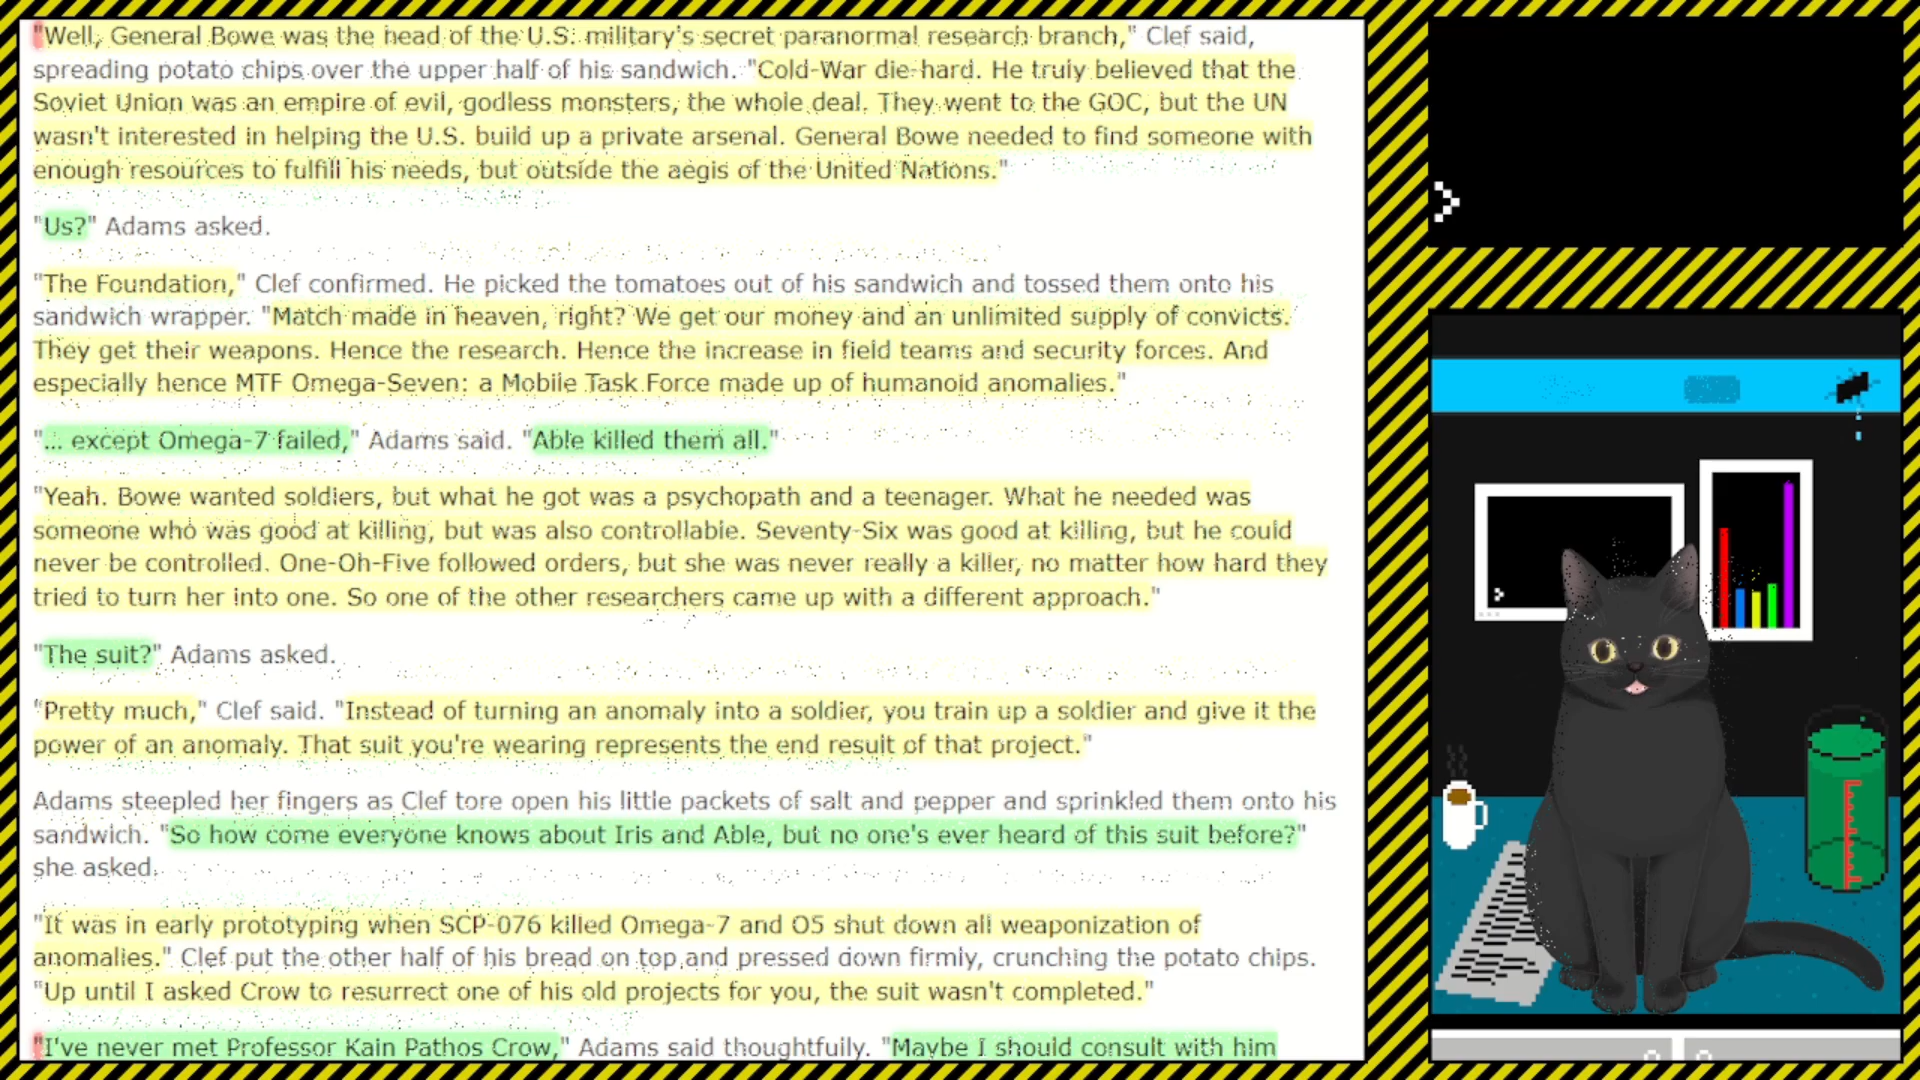 "Well, General Bowe was the head of the U.S. military's secret paranormal research branch," Clef said,
spreading potato chips over the upper half of his sandwich. "Cold-War die-hard. He truly believed that the
Soviet Union was an empire of evil, godless monsters, the whole deal. They went to the GOC, but the UN
wasn't interested in helping the U.S. build up a private arsenal. General Bowe needed to find someone with
enough resources to fulfill his needs, but outside the aegis of the United Nations."
"Us?" Adams asked.
"The Foundation," Clef confirmed. He picked the tomatoes out of his sandwich and tossed them onto his
sandwich wrapper. "Match made in heaven, right? We get our money and an unlimited supply of convicts.
They get their weapons. Hence the research. Hence the increase in field teams and security forces. And
especially hence MTF Omega-Seven: a Mobile Task Force made up of humanoid anomalies."
"... except Omega-7 failed," Adams said. "Able killed them all."
"Yeah. Bowe wanted soldiers, but what he got was a psychopath and a teenager. What he needed was
someone who was good at killing, but was also controllable. Seventy-Six was good at killing, but he could
never be controlled. One-Oh-Five followed orders, but she was never really a killer, no matter how hard they
tried to turn her into one. So one of the other researchers came up with a different approach."
"The suit?" Adams asked.
"Pretty much," Clef said. "Instead of turning an anomaly into a soldier, you train up a soldier and give it the
power of an anomaly. That suit you're wearing represents the end result of that project."
Adams steepled her fingers as Clef tore open his little packets of salt and pepper and sprinkled them onto his
sandwich. "So how come everyone knows about Iris and Able, but no one's ever heard of this suit before?"
she asked.
"It was in early prototyping when SCP-076 killed Omega-7 and O5 shut down all weaponization of
anomalies." Clef put the other half of his bread on top and pressed down firmly, crunching the potato chips.
"Up until I asked Crow to resurrect one of his old projects for you, the suit wasn't completed."
"I've never met Professor Kain Pathos Crow," Adams said thoughtfully. "Maybe I should consult with him